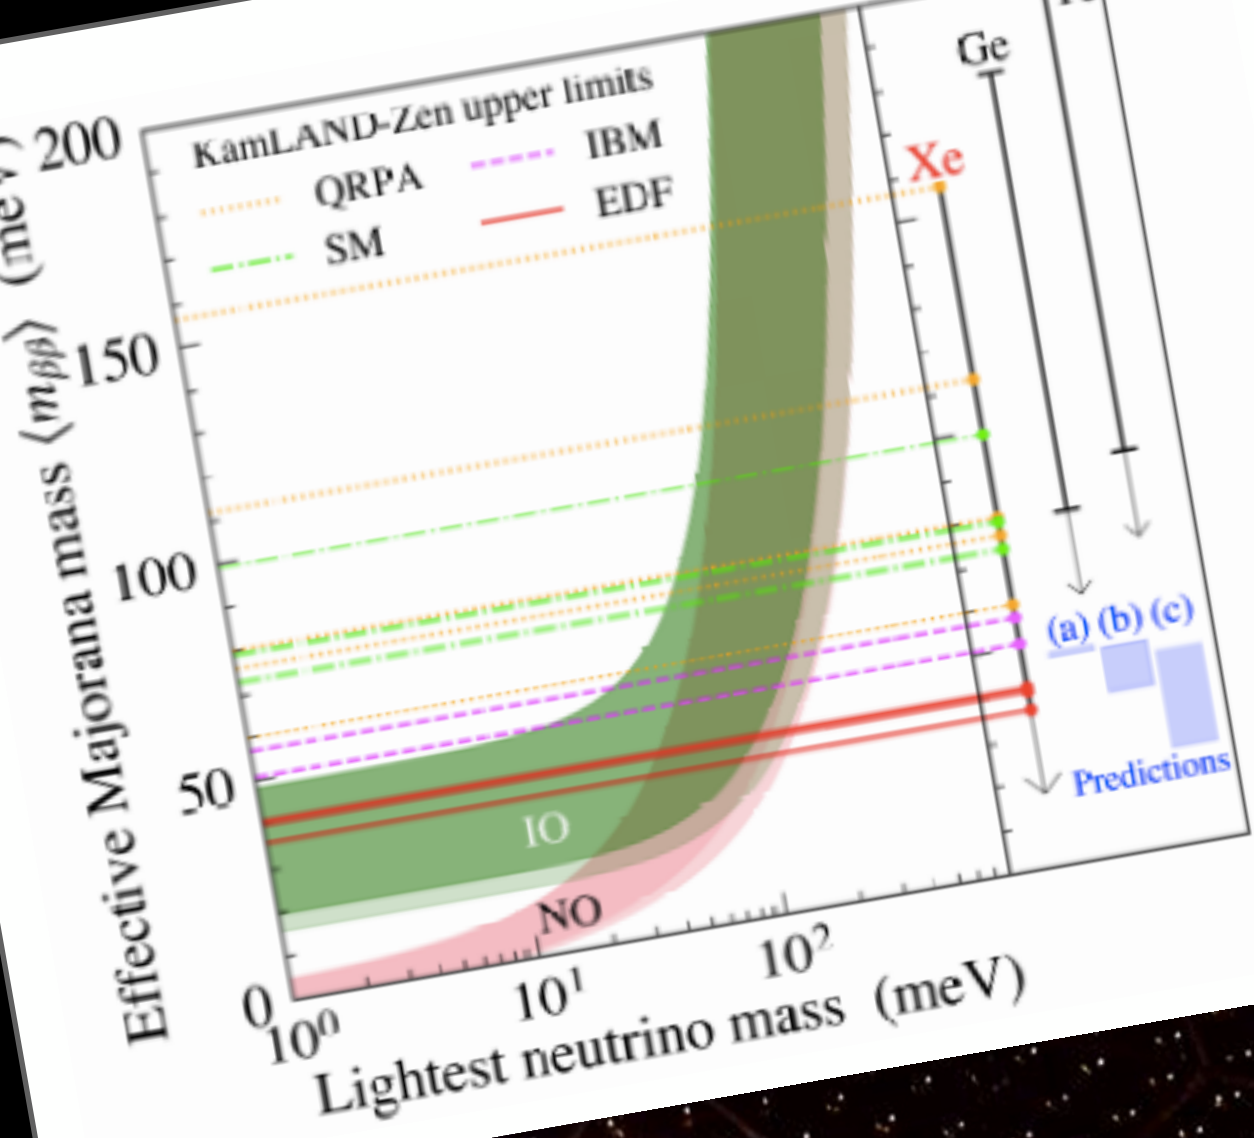 Effective Majorana mass ⟨mββ⟩ (meV)
200
150
100
50
0
KamLAND-Zen upper limits
QRPA
IBM
SM
EDF
Ge
Xe
IO
NO
(a) (b) (c)
Predictions
10⁰
10¹
10²
Lightest neutrino mass (meV)